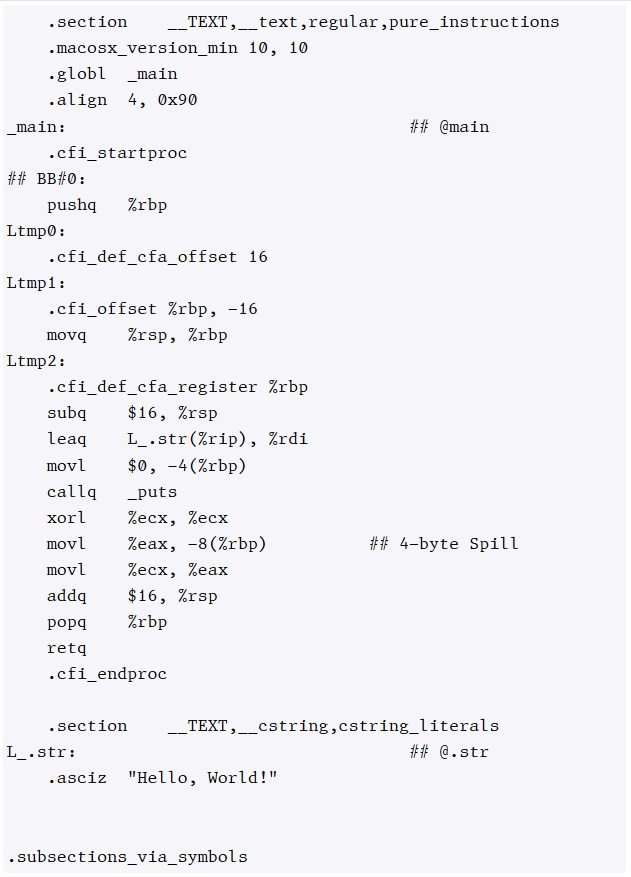 .section    __TEXT,__text,regular,pure_instructions
    .macosx_version_min 10, 10
    .globl  _main
    .align  4, 0x90
_main:                                  ## @main
    .cfi_startproc
## BB#0:
    pushq   %rbp
Ltmp0:
    .cfi_def_cfa_offset 16
Ltmp1:
    .cfi_offset %rbp, -16
    movq    %rsp, %rbp
Ltmp2:
    .cfi_def_cfa_register %rbp
    subq    $16, %rsp
    leaq    L_.str(%rip), %rdi
    movl    $0, -4(%rbp)
    callq   _puts
    xorl    %ecx, %ecx
    movl    %eax, -8(%rbp)          ## 4-byte Spill
    movl    %ecx, %eax
    addq    $16, %rsp
    popq    %rbp
    retq
    .cfi_endproc

    .section    __TEXT,__cstring,cstring_literals
L_.str:                                 ## @.str
    .asciz  "Hello, World!"


.subsections_via_symbols